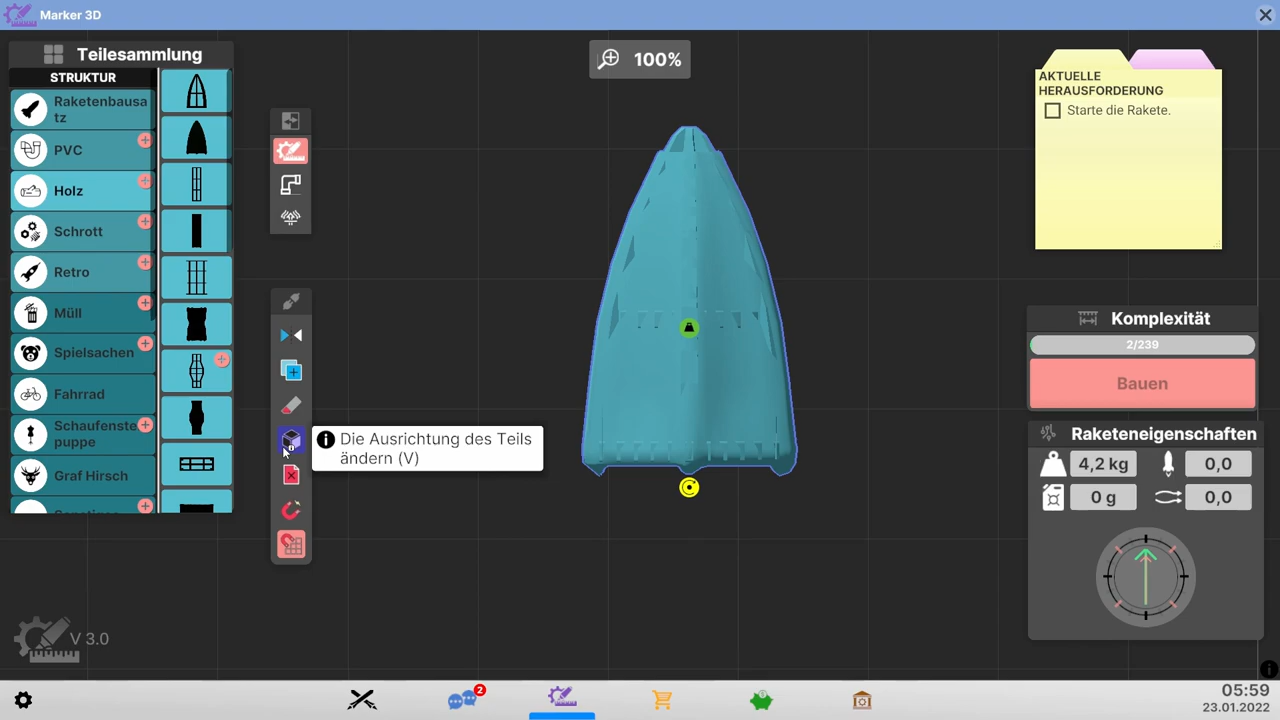 Marker 3D
Teilesammlung
STRUKTUR
Raketenbausa
tz
PVC
Holz
Schrott
Retro
Müll
Spielsachen
Fahrrad
Schaufenste
puppe
Graf Hirsch
V 3.0
100%
Die Ausrichtung des Teils
ändern (V)
AKTUELLE
HERAUSFORDERUNG
Starte die Rakete.
Komplexität
2/239
Bauen
Raketeneigenschaften
4,2 kg
0,0
0 g
0,0
2
05:59
23.01.2022